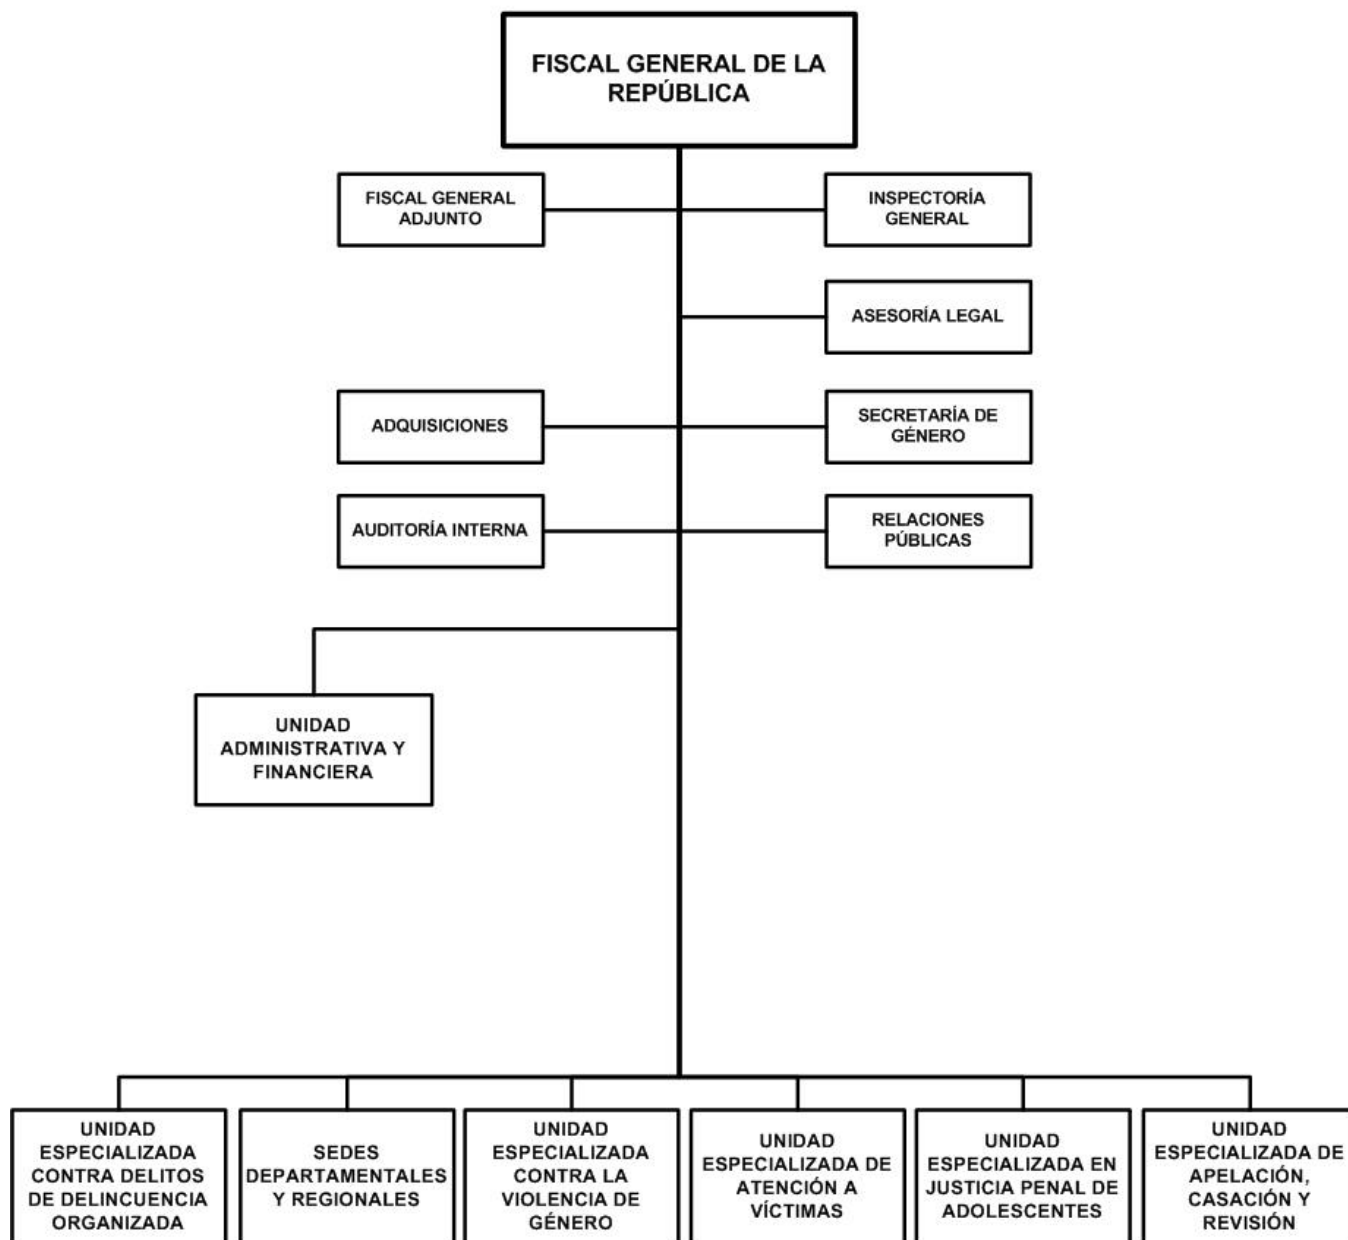 FISCAL GENERAL DE LA
REPÚBLICA
FISCAL GENERAL
ADJUNTO
INSPECTORÍA
GENERAL
ASESORÍA LEGAL
ADQUISICIONES
SECRETARÍA DE
GÉNERO
AUDITORÍA INTERNA
RELACIONES
PÚBLICAS
UNIDAD
ADMINISTRATIVA Y
FINANCIERA
UNIDAD
ESPECIALIZADA
CONTRA DELITOS
DE DELINCUENCIA
ORGANIZADA
SEDES
DEPARTAMENTALES
Y REGIONALES
UNIDAD
ESPECIALIZADA
CONTRA LA
VIOLENCIA DE
GÉNERO
UNIDAD
ESPECIALIZADA DE
ATENCIÓN A
VÍCTIMAS
UNIDAD
ESPECIALIZADA EN
JUSTICIA PENAL DE
ADOLESCENTES
UNIDAD
ESPECIALIZADA DE
APELACIÓN,
CASACIÓN Y
REVISIÓN